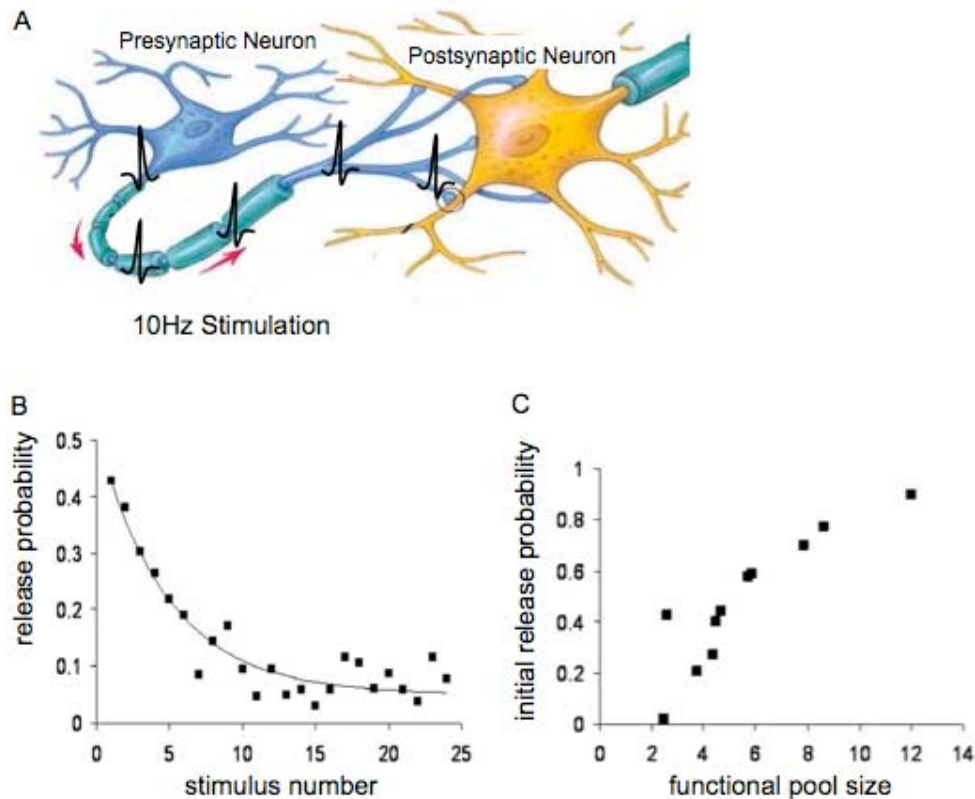 A
Presynaptic Neuron
Postsynaptic Neuron
10Hz Stimulation
B
release probability
0.5
0.4
0.3
0.2
0.1
0
0 5 10 15 20 25
stimulus number
C
initial release probability
1
0.8
0.6
0.4
0.2
0
0 2 4 6 8 10 12 14
functional pool size